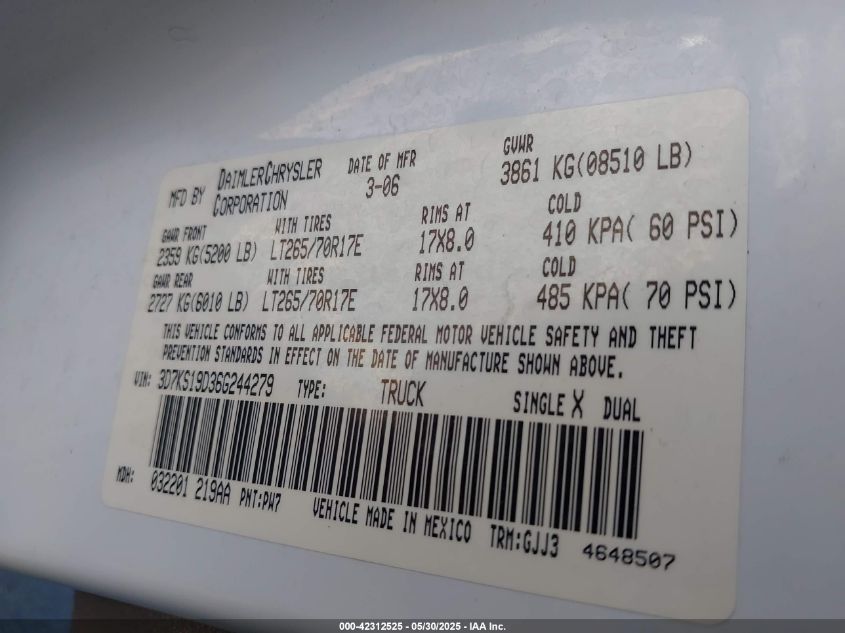 MFD BY DAIMLERCHRYSLER CORPORATION DATE OF MFR 3-06 GVWR 3861 KG(08510 LB)
GAWR FRONT WITH TIRES RIMS AT COLD
2359 KG(5200 LB) LT265/70R17E 17X8.0 410 KPA( 60 PSI)
GAWR REAR WITH TIRES RIMS AT COLD
2727 KG(6010 LB) LT265/70R17E 17X8.0 485 KPA( 70 PSI)
THIS VEHICLE CONFORMS TO ALL APPLICABLE FEDERAL MOTOR VEHICLE SAFETY AND THEFT
PREVENTION STANDARDS IN EFFECT ON THE DATE OF MANUFACTURE SHOWN ABOVE.
VIN: 3D7KS19D36G244279 TYPE: TRUCK SINGLE X DUAL
MDH: 032201 219AA PNT:PW7 VEHICLE MADE IN MEXICO TRM:GJJ3 4648507
000-42312525 - 05/30/2025 - IAA Inc.